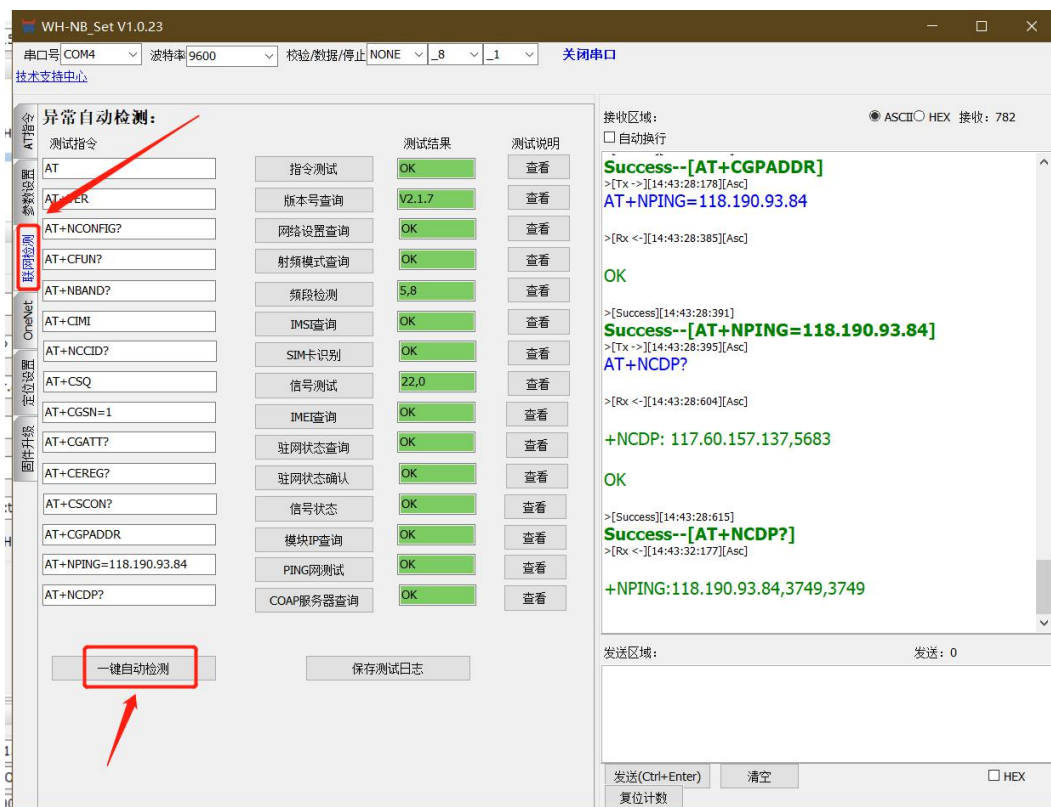 WH-NB_Set V1.0.23
串口号 COM4 波特率 9600 校验/数据/停止 NONE _8 _1 关闭串口
技术支持中心
AT指令
参数设置
联网检测
OneNet
定位设置
固件升级
异常自动检测:
测试指令 测试结果 测试说明
AT 指令测试 OK 查看
版本号查询 V2.1.7 查看
AT+NCONFIG? 网络设置查询 OK 查看
AT+CFUN? 射频模式查询 OK 查看
AT+NBAND? 频段检测 5,8 查看
AT+CIMI IMSI查询 OK 查看
AT+NCCID? SIM卡识别 OK 查看
AT+CSQ 信号测试 22,0 查看
AT+CGSN=1 IMEI查询 OK 查看
AT+CGATT? 驻网状态查询 OK 查看
AT+CEREG? 驻网状态确认 OK 查看
AT+CSCON? 信号状态 OK 查看
AT+CGPADDR 模块IP查询 OK 查看
AT+NPING=118.190.93.84 PING网测试 OK 查看
AT+NCDP? COAP服务器查询 OK 查看
一键自动检测 保存测试日志
接收区域: ASCII HEX 接收: 782
自动换行
Success--[AT+CGPADDR]
>[Tx ->][14:43:28:178][Asc]
AT+NPING=118.190.93.84
>[Rx <-][14:43:28:385][Asc]
OK
>[Success][14:43:28:391]
Success--[AT+NPING=118.190.93.84]
>[Tx ->][14:43:28:395][Asc]
AT+NCDP?
>[Rx <-][14:43:28:604][Asc]
+NCDP: 117.60.157.137,5683
OK
>[Success][14:43:28:615]
Success--[AT+NCDP?]
>[Rx <-][14:43:32:177][Asc]
+NPING:118.190.93.84,3749,3749
发送区域: 发送: 0
发送(Ctrl+Enter) 清空 HEX
复位计数